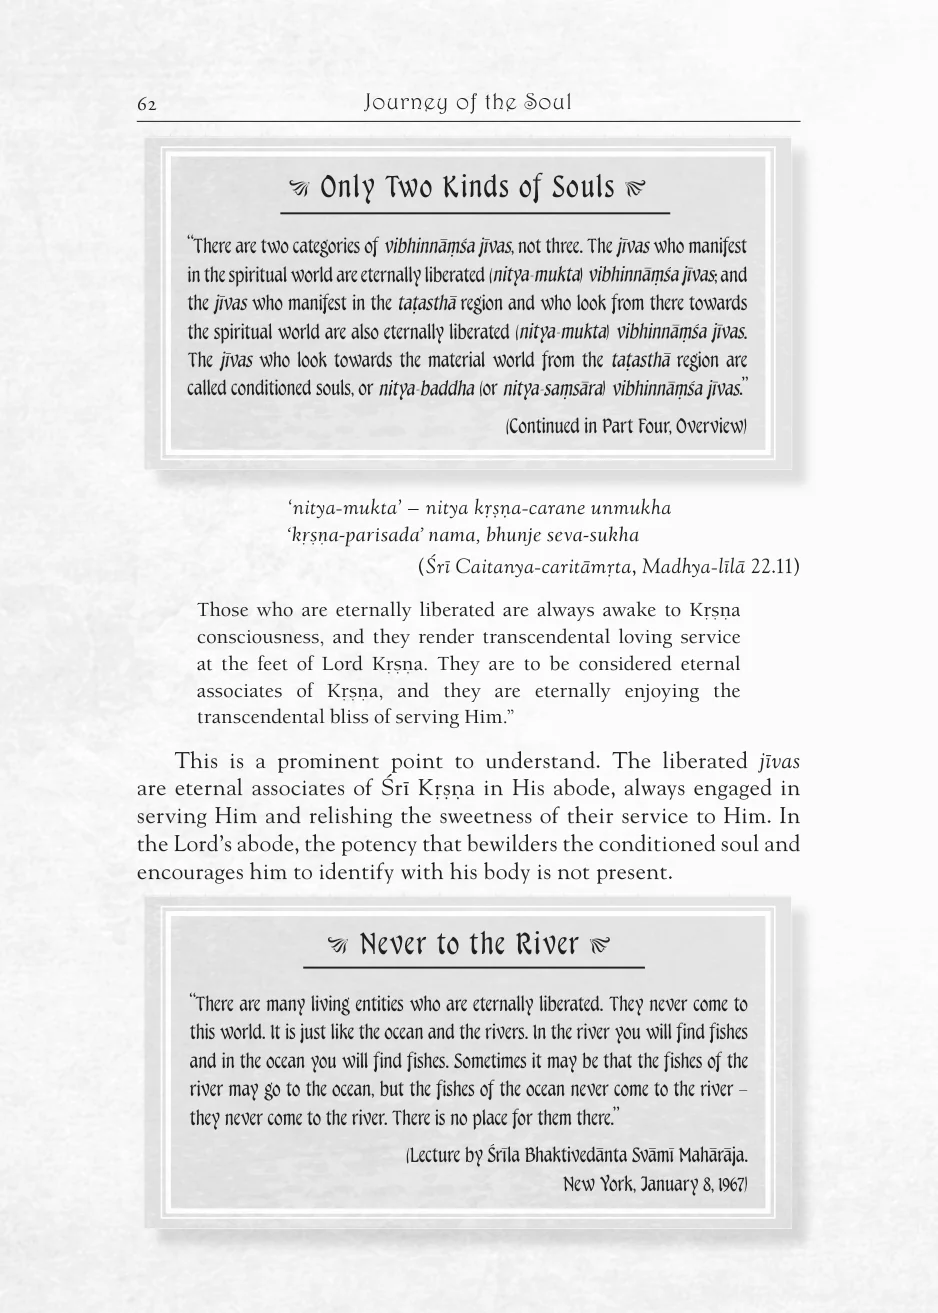 62
Journey of the Soul
Only Two Kinds of Souls
“There are two categories of vibhinnāṃśa jīvas, not three. The jīvas who manifest
in the spiritual world are eternally liberated (nitya-mukta) vibhinnāṃśa jīvas; and
the jīvas who manifest in the taṭasthā region and who look from there towards
the spiritual world are also eternally liberated (nitya-mukta) vibhinnāṃśa jīvas.
The jīvas who look towards the material world from the taṭasthā region are
called conditioned souls, or nitya-baddha (or nitya-saṃsāra) vibhinnāṃśa jīvas.”
(Continued in Part Four, Overview)
‘nitya-mukta’ – nitya kṛṣṇa-carane unmukha
‘kṛṣṇa-parisada’ nama, bhunje seva-sukha
(Śrī Caitanya-caritāmṛta, Madhya-līlā 22.11)
Those who are eternally liberated are always awake to Kṛṣṇa
consciousness, and they render transcendental loving service
at the feet of Lord Kṛṣṇa. They are to be considered eternal
associates of Kṛṣṇa, and they are eternally enjoying the
transcendental bliss of serving Him.”
This is a prominent point to understand. The liberated jīvas
are eternal associates of Śrī Kṛṣṇa in His abode, always engaged in
serving Him and relishing the sweetness of their service to Him. In
the Lord’s abode, the potency that bewilders the conditioned soul and
encourages him to identify with his body is not present.
Never to the River
“There are many living entities who are eternally liberated. They never come to
this world. It is just like the ocean and the rivers. In the river you will find fishes
and in the ocean you will find fishes. Sometimes it may be that the fishes of the
river may go to the ocean, but the fishes of the ocean never come to the river –
they never come to the river. There is no place for them there.”
(Lecture by Śrīla Bhaktivedānta Svāmī Mahārāja.
New York, January 8, 1967)